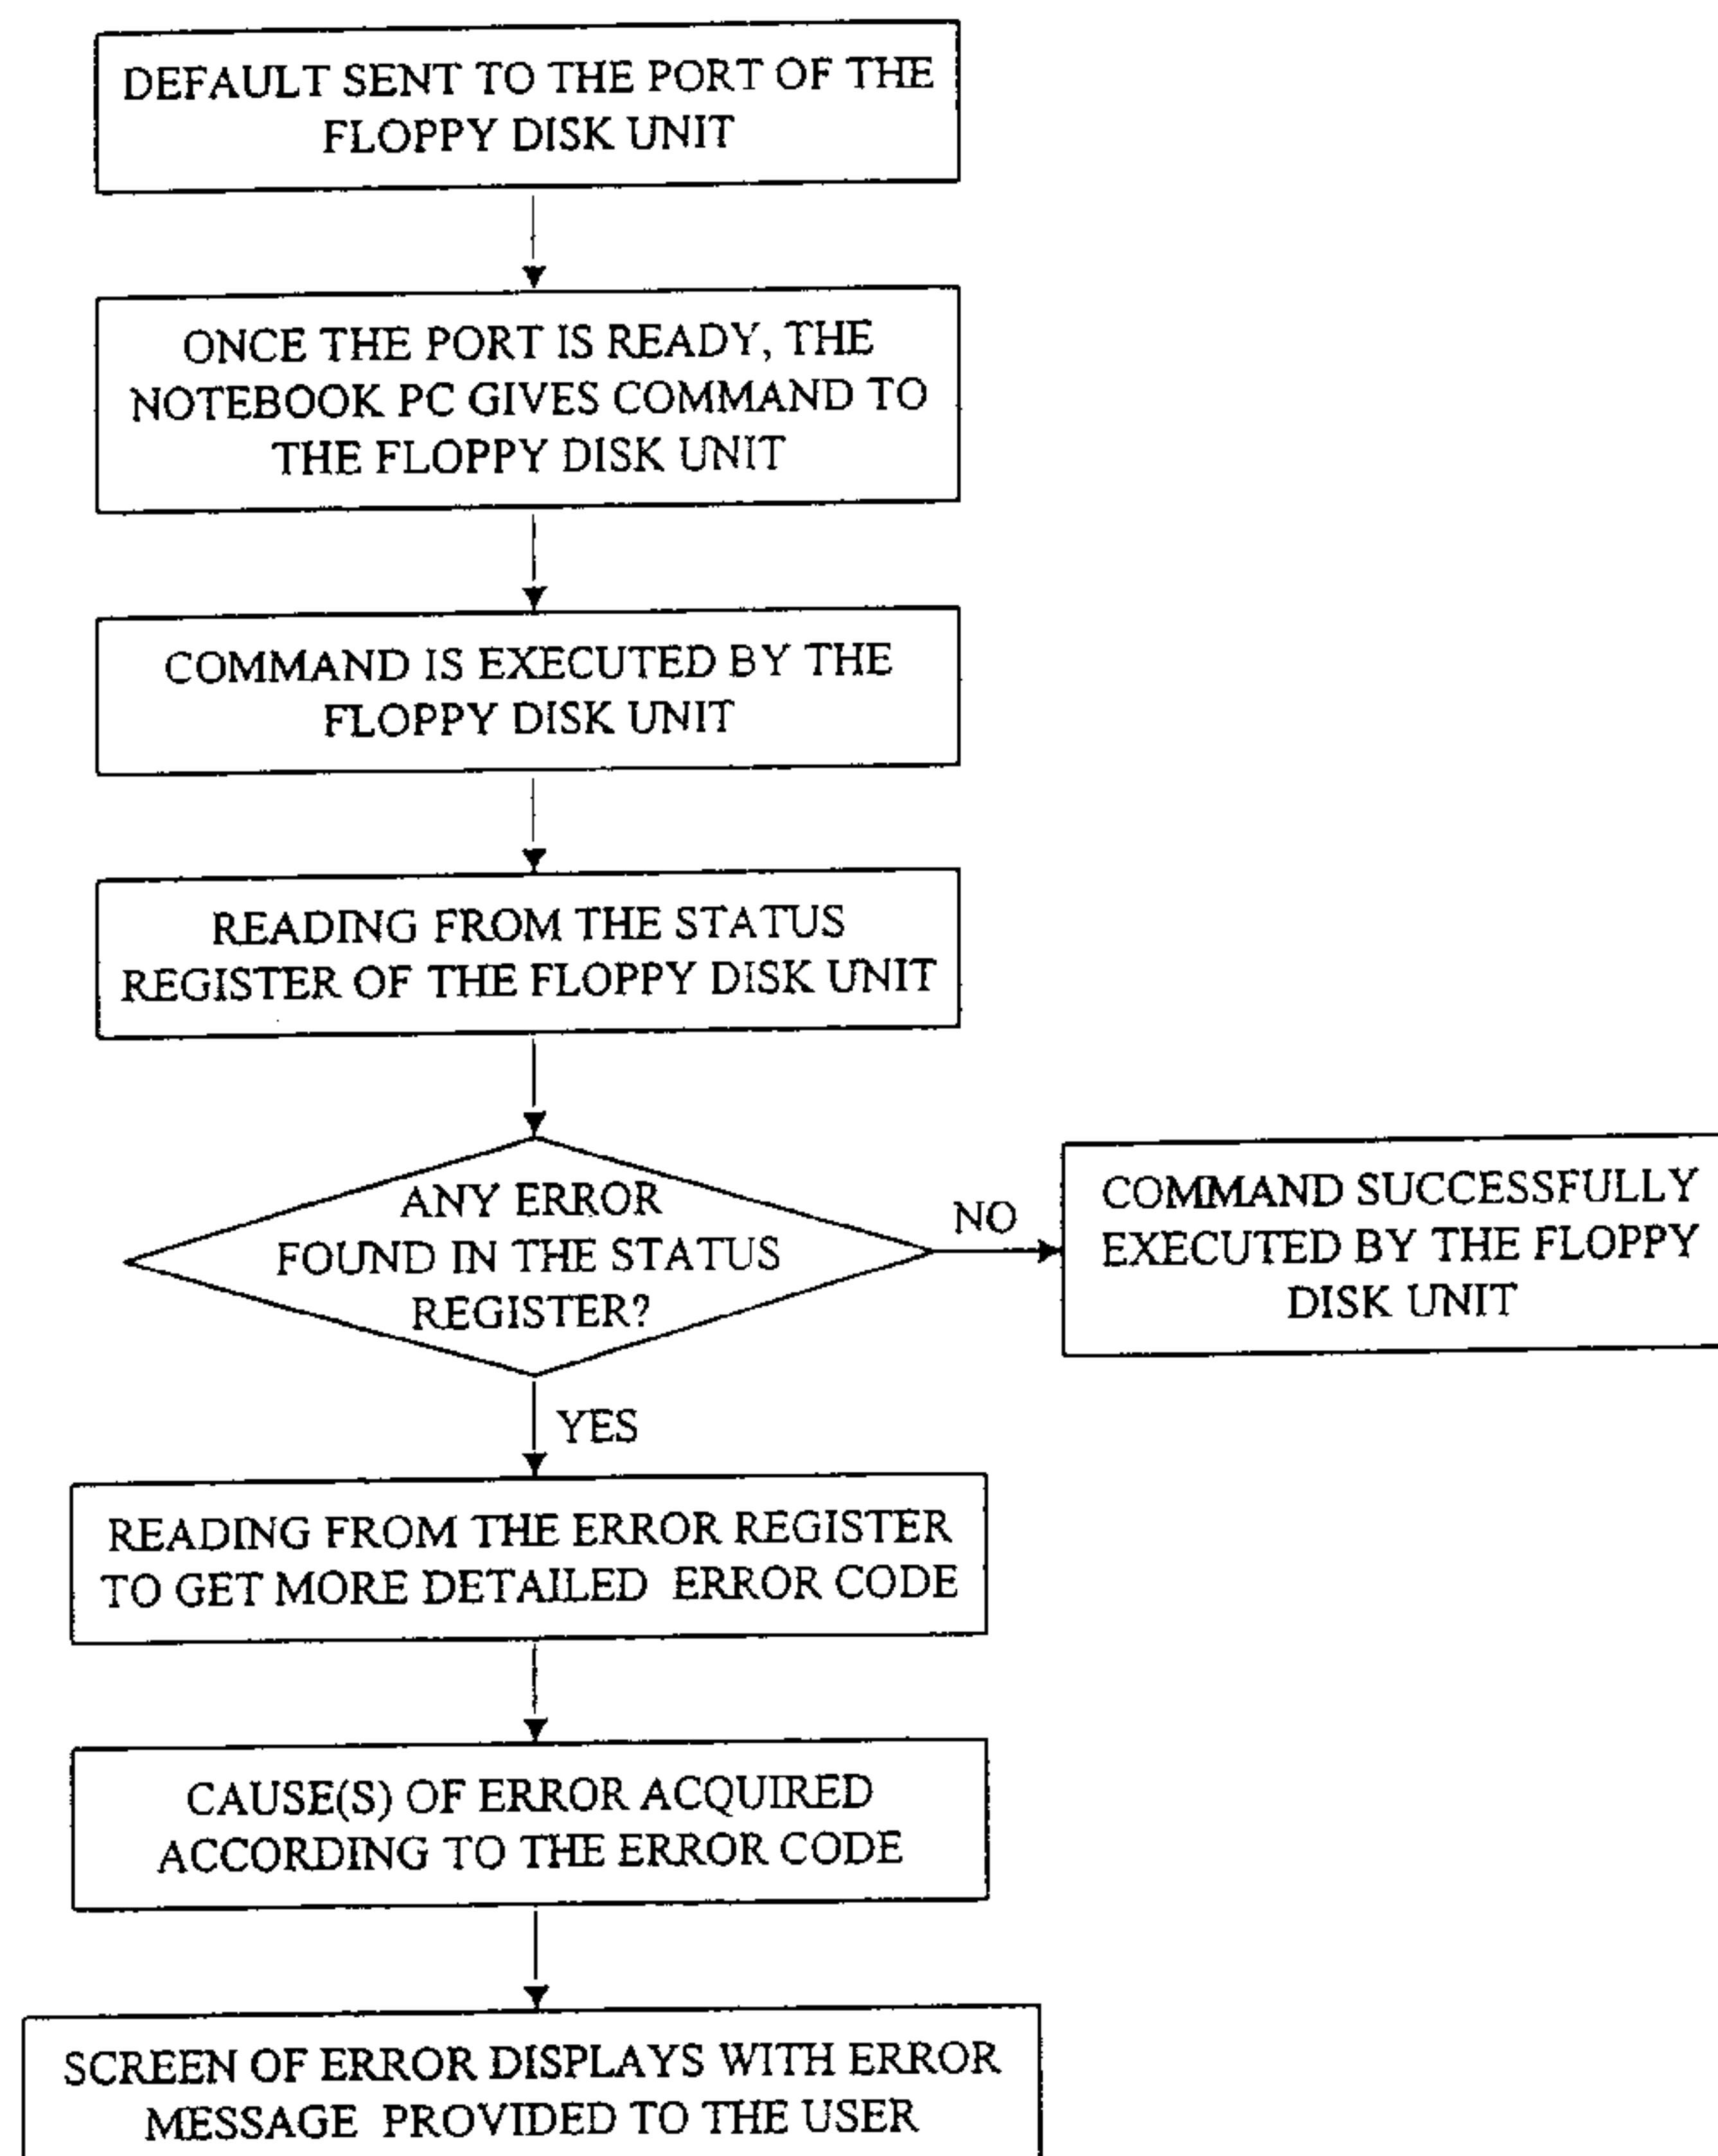 DEFAULT SENT TO THE PORT OF THE
FLOPPY DISK UNIT
ONCE THE PORT IS READY, THE
NOTEBOOK PC GIVES COMMAND TO
THE FLOPPY DISK UNIT
COMMAND IS EXECUTED BY THE
FLOPPY DISK UNIT
READING FROM THE STATUS
REGISTER OF THE FLOPPY DISK UNIT
ANY ERROR
FOUND IN THE STATUS
REGISTER?
NO
COMMAND SUCCESSFULLY
EXECUTED BY THE FLOPPY
DISK UNIT
YES
READING FROM THE ERROR REGISTER
TO GET MORE DETAILED ERROR CODE
CAUSE(S) OF ERROR ACQUIRED
ACCORDING TO THE ERROR CODE
SCREEN OF ERROR DISPLAYS WITH ERROR
MESSAGE PROVIDED TO THE USER